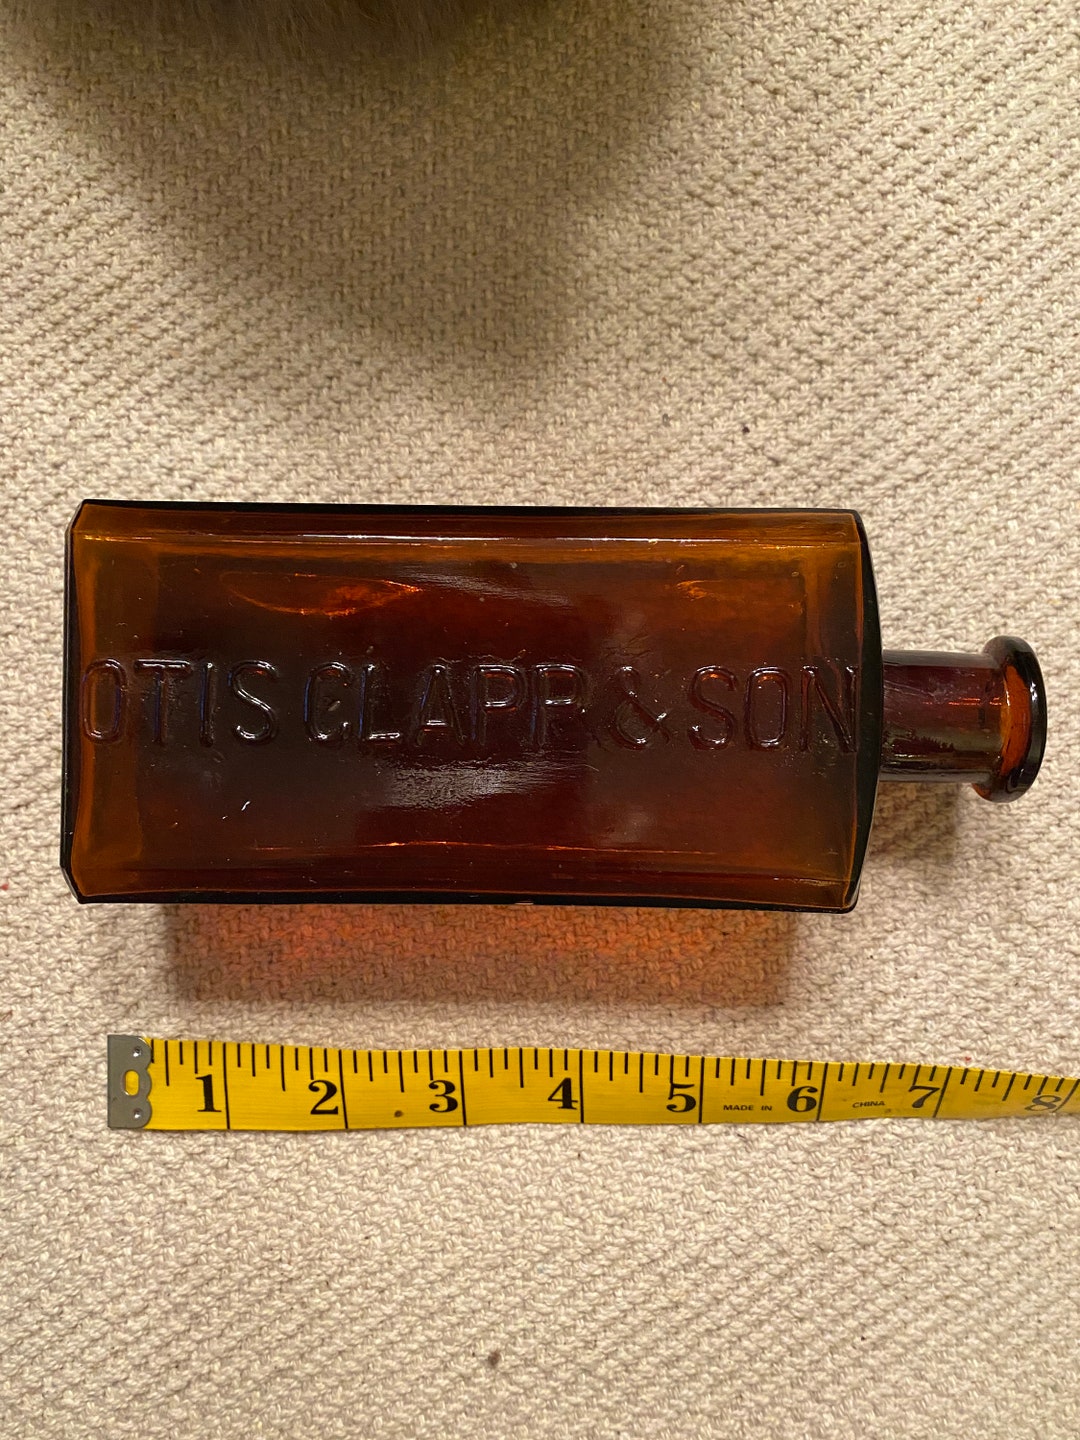 OTIS CLAPP & SON
1 2 3 4 5 MADE IN 6 CHINA 7 8